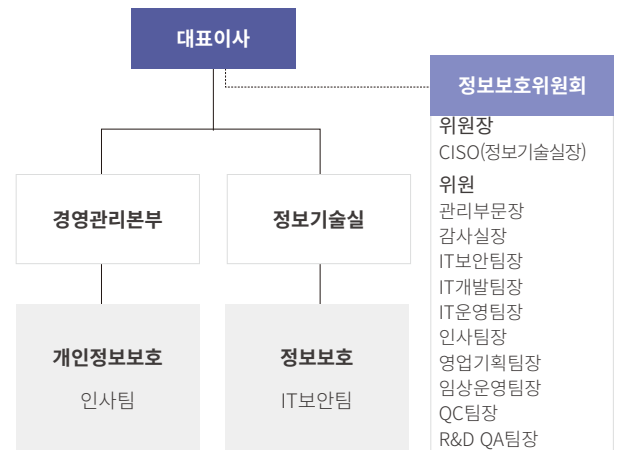 대표이사
정보보호위원회
위원장
CISO(정보기술실장)
위원
관리부문장
감사실장
IT보안팀장
IT개발팀장
IT운영팀장
인사팀장
영업기획팀장
임상운영팀장
QC팀장
R&D QA팀장
경영관리본부
정보기술실
개인정보보호
인사팀
정보보호
IT보안팀